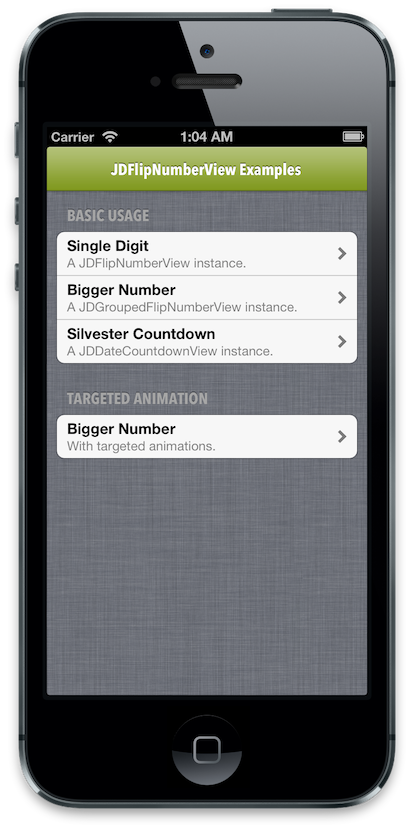 Carrier 1:04 AM
JDFlipNumberView Examples
BASIC USAGE
Single Digit
A JDFlipNumberView instance.
Bigger Number
A JDGroupedFlipNumberView instance.
Silvester Countdown
A JDDateCountdownView instance.
TARGETED ANIMATION
Bigger Number
With targeted animations.